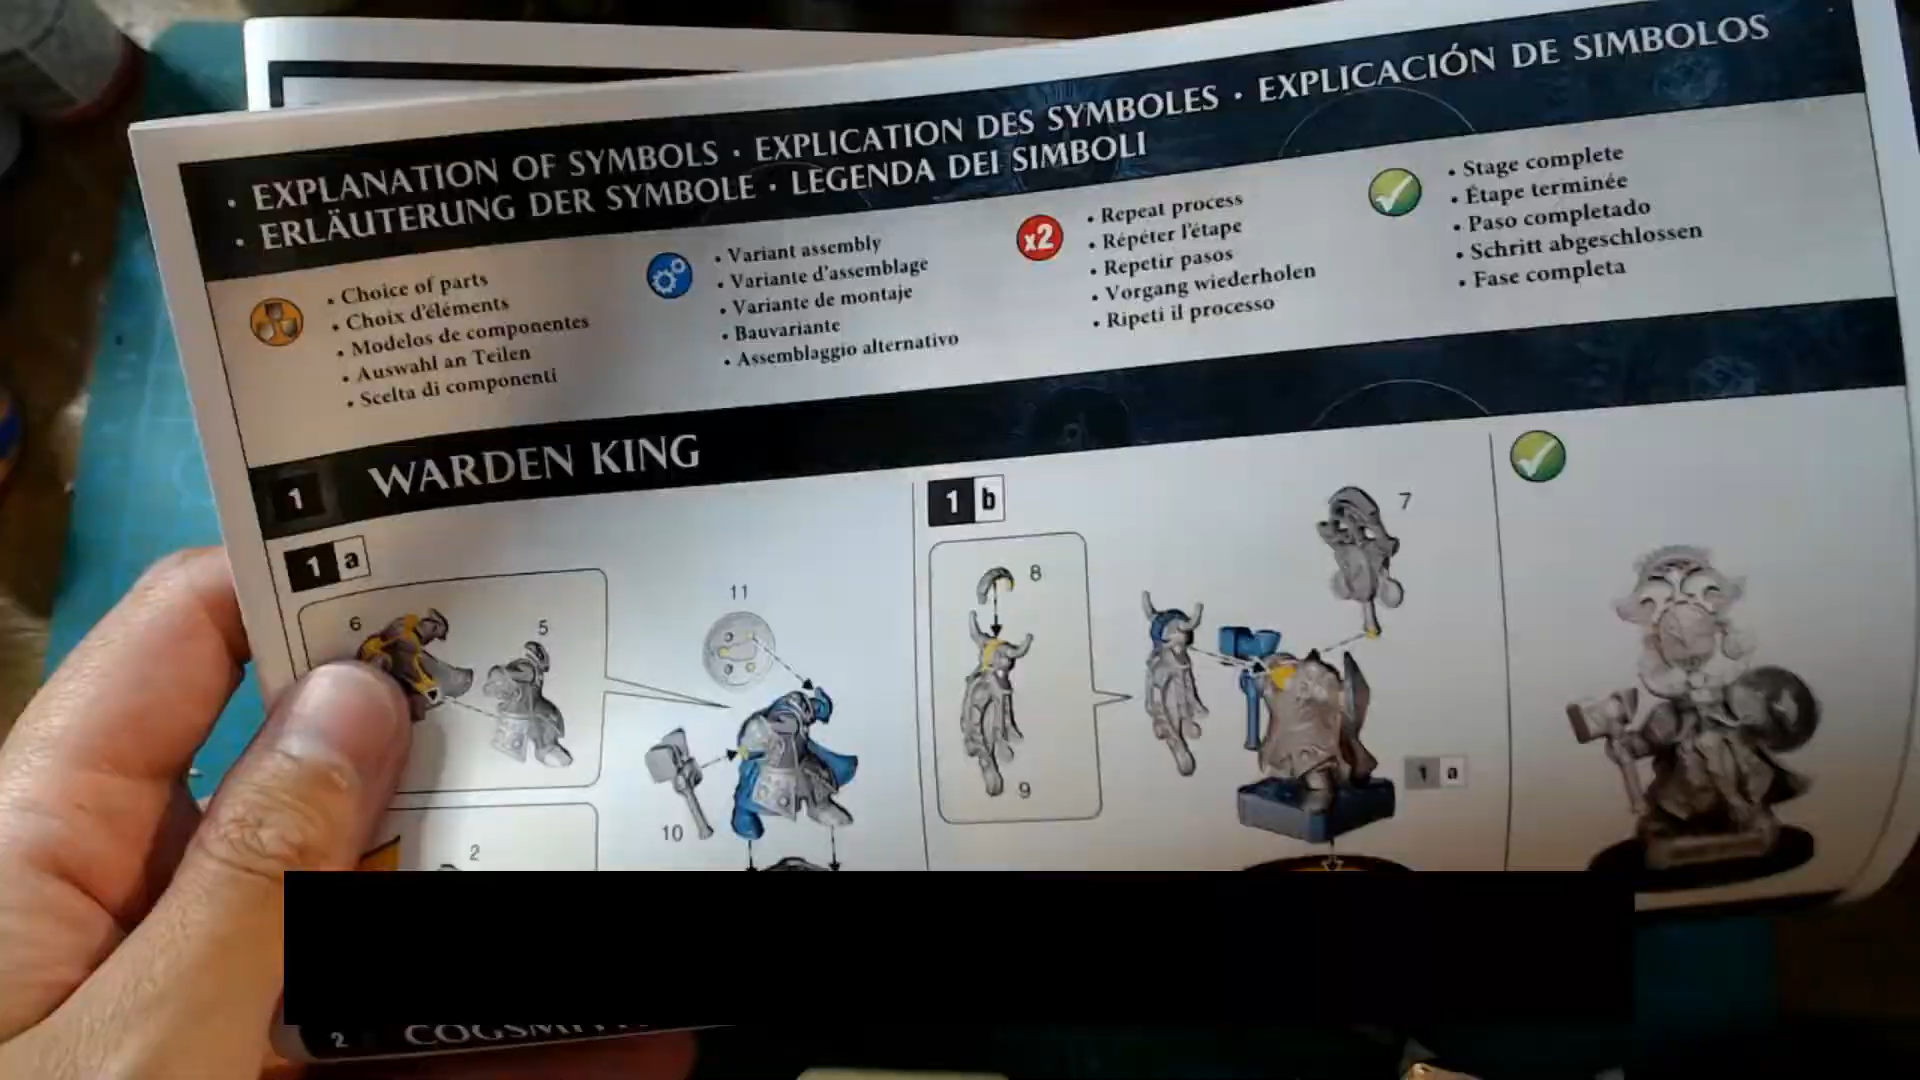 · EXPLANATION OF SYMBOLS · EXPLICATION DES SYMBOLES · EXPLICACIÓN DE SIMBOLOS
· ERLÄUTERUNG DER SYMBOLE · LEGENDA DEI SIMBOLI
• Choice of parts
• Choix d'éléments
• Modelos de componentes
• Auswahl an Teilen
• Scelta di componenti
• Variant assembly
• Variante d'assemblage
• Variante de montaje
• Bauvariante
• Assemblaggio alternativo
x2
• Repeat process
• Répéter l'étape
• Repetir pasos
• Vorgang wiederholen
• Ripeti il processo
• Stage complete
• Étape terminée
• Paso completado
• Schritt abgeschlossen
• Fase completa
1 WARDEN KING
1 a
6
5
11
10
2
1 b
8
9
7
1 a
2